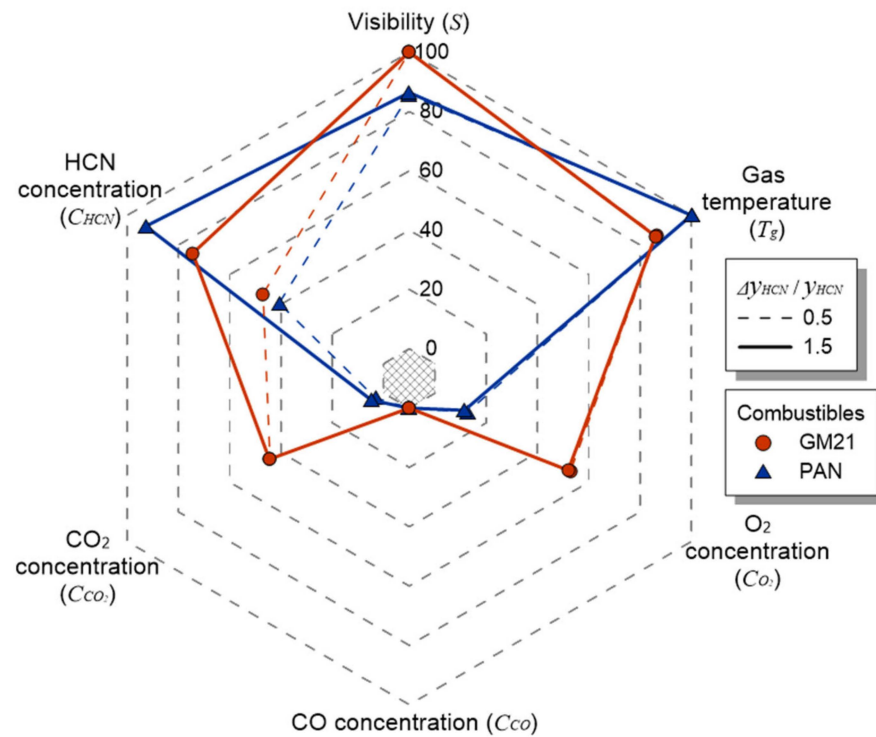 Visibility (S)
100
80
60
40
20
0
HCN
concentration
(CHCN)
Gas
temperature
(Tg)
ΔyHCN / yHCN
0.5
1.5
Combustibles
GM21
PAN
CO₂
concentration
(Cco₂)
O₂
concentration
(Co₂)
CO concentration (Cco)